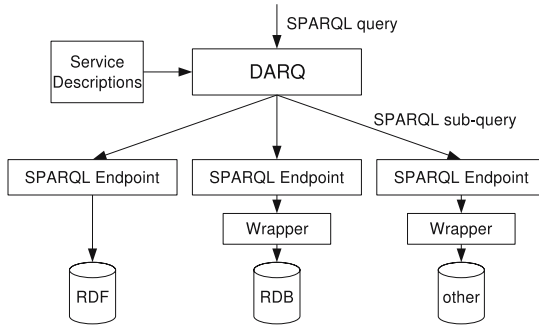 SPARQL query
Service
Descriptions
DARQ
SPARQL sub-query
SPARQL Endpoint
SPARQL Endpoint
SPARQL Endpoint
Wrapper
Wrapper
RDF
RDB
other